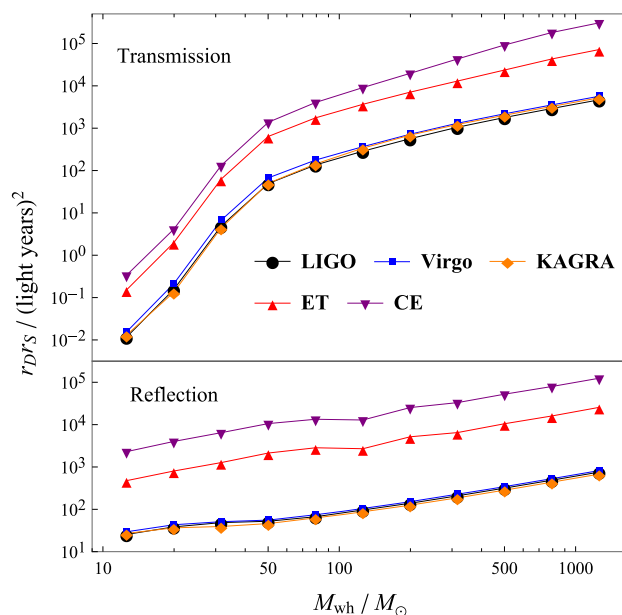 r_D r_S / (light years)^2
10^5
Transmission
10^4
10^3
10^2
10^1
10^0
LIGO Virgo KAGRA
10^-1
ET CE
10^-2
10^5
Reflection
10^4
10^3
10^2
10^1
10 50 100 500 1000
M_wh / M_⊙